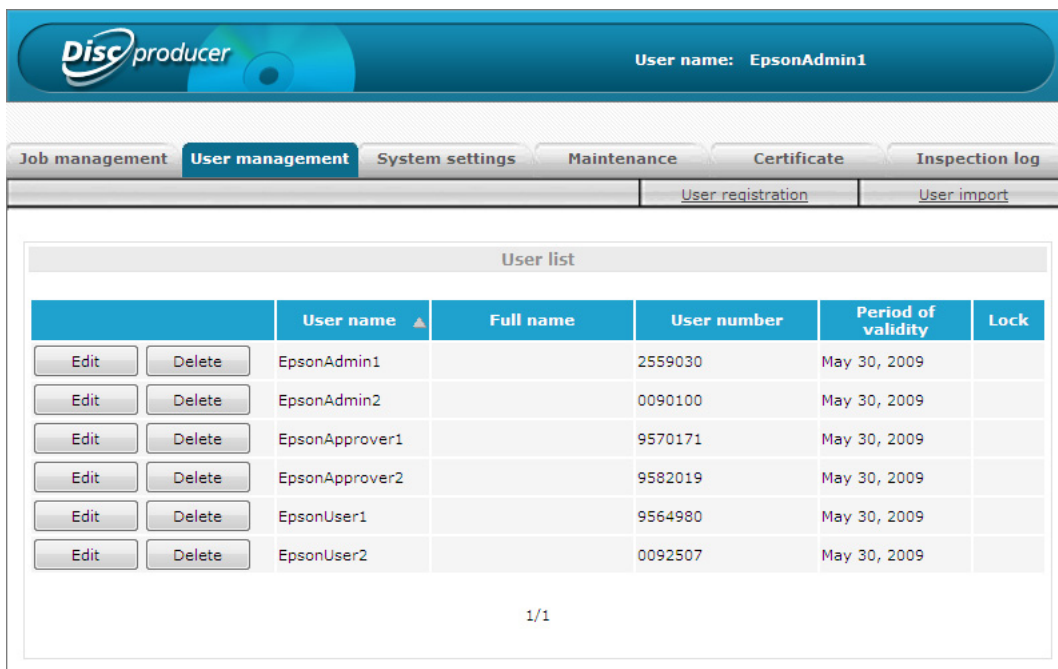 Disc producer
User name: EpsonAdmin1
Job management User management System settings Maintenance Certificate Inspection log
User registration User import
User list
User name Full name User number Period of validity Lock
Edit Delete EpsonAdmin1 2559030 May 30, 2009
Edit Delete EpsonAdmin2 0090100 May 30, 2009
Edit Delete EpsonApprover1 9570171 May 30, 2009
Edit Delete EpsonApprover2 9582019 May 30, 2009
Edit Delete EpsonUser1 9564980 May 30, 2009
Edit Delete EpsonUser2 0092507 May 30, 2009
1/1